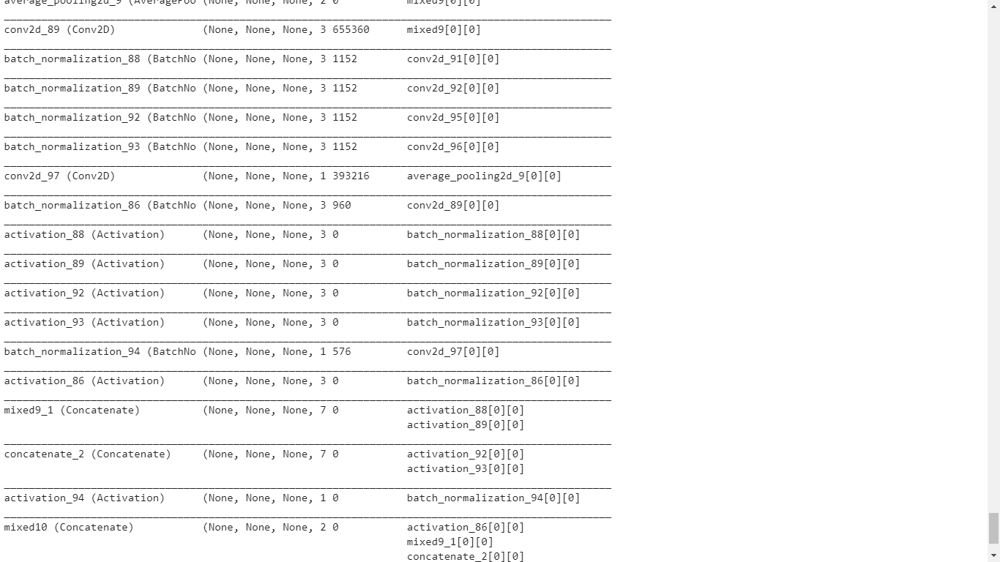 average_pooling2d_9 (AveragePoo (None, None, None, 2 0           mixed9[0][0]
__________________________________________________________________________________________________
conv2d_89 (Conv2D)              (None, None, None, 3 655360      mixed9[0][0]
__________________________________________________________________________________________________
batch_normalization_88 (BatchNo (None, None, None, 3 1152        conv2d_91[0][0]
__________________________________________________________________________________________________
batch_normalization_89 (BatchNo (None, None, None, 3 1152        conv2d_92[0][0]
__________________________________________________________________________________________________
batch_normalization_92 (BatchNo (None, None, None, 3 1152        conv2d_95[0][0]
__________________________________________________________________________________________________
batch_normalization_93 (BatchNo (None, None, None, 3 1152        conv2d_96[0][0]
__________________________________________________________________________________________________
conv2d_97 (Conv2D)              (None, None, None, 1 393216      average_pooling2d_9[0][0]
__________________________________________________________________________________________________
batch_normalization_86 (BatchNo (None, None, None, 3 960         conv2d_89[0][0]
__________________________________________________________________________________________________
activation_88 (Activation)      (None, None, None, 3 0           batch_normalization_88[0][0]
__________________________________________________________________________________________________
activation_89 (Activation)      (None, None, None, 3 0           batch_normalization_89[0][0]
__________________________________________________________________________________________________
activation_92 (Activation)      (None, None, None, 3 0           batch_normalization_92[0][0]
__________________________________________________________________________________________________
activation_93 (Activation)      (None, None, None, 3 0           batch_normalization_93[0][0]
__________________________________________________________________________________________________
batch_normalization_94 (BatchNo (None, None, None, 1 576         conv2d_97[0][0]
__________________________________________________________________________________________________
activation_86 (Activation)      (None, None, None, 3 0           batch_normalization_86[0][0]
__________________________________________________________________________________________________
mixed9_1 (Concatenate)          (None, None, None, 7 0           activation_88[0][0]
                                                                 activation_89[0][0]
__________________________________________________________________________________________________
concatenate_2 (Concatenate)     (None, None, None, 7 0           activation_92[0][0]
                                                                 activation_93[0][0]
__________________________________________________________________________________________________
activation_94 (Activation)      (None, None, None, 1 0           batch_normalization_94[0][0]
__________________________________________________________________________________________________
mixed10 (Concatenate)           (None, None, None, 2 0           activation_86[0][0]
                                                                 mixed9_1[0][0]
                                                                 concatenate_2[0][0]